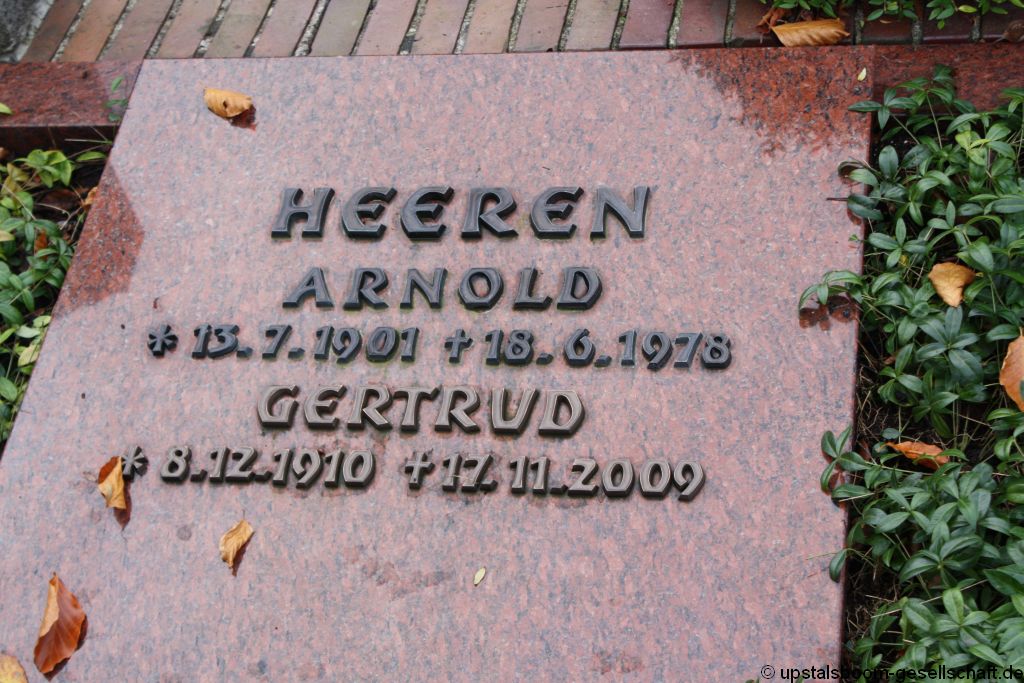 HEEREN
ARNOLD
* 13.7.1901 † 18.6.1978
GERTRUD
* 8.12.1910 † 17.11.2009
© upstalsboom-gesellschaft.de